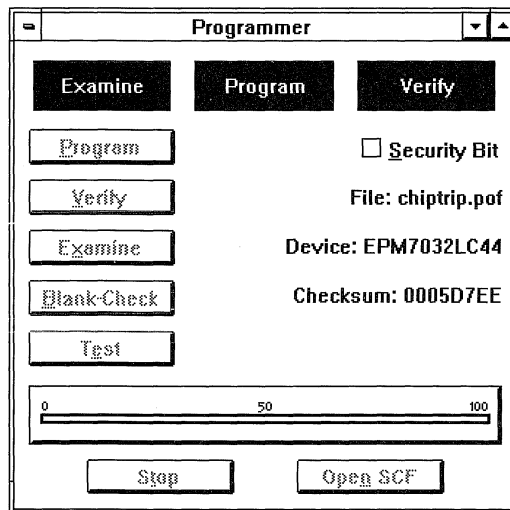 Programmer
Examine Program Verify
Program
Security Bit
Verify
File: chiptrip.pof
Examine
Device: EPM7032LC44
Blank-Check
Checksum: 0005D7EE
Test
0 50 100
Stop Open SCF